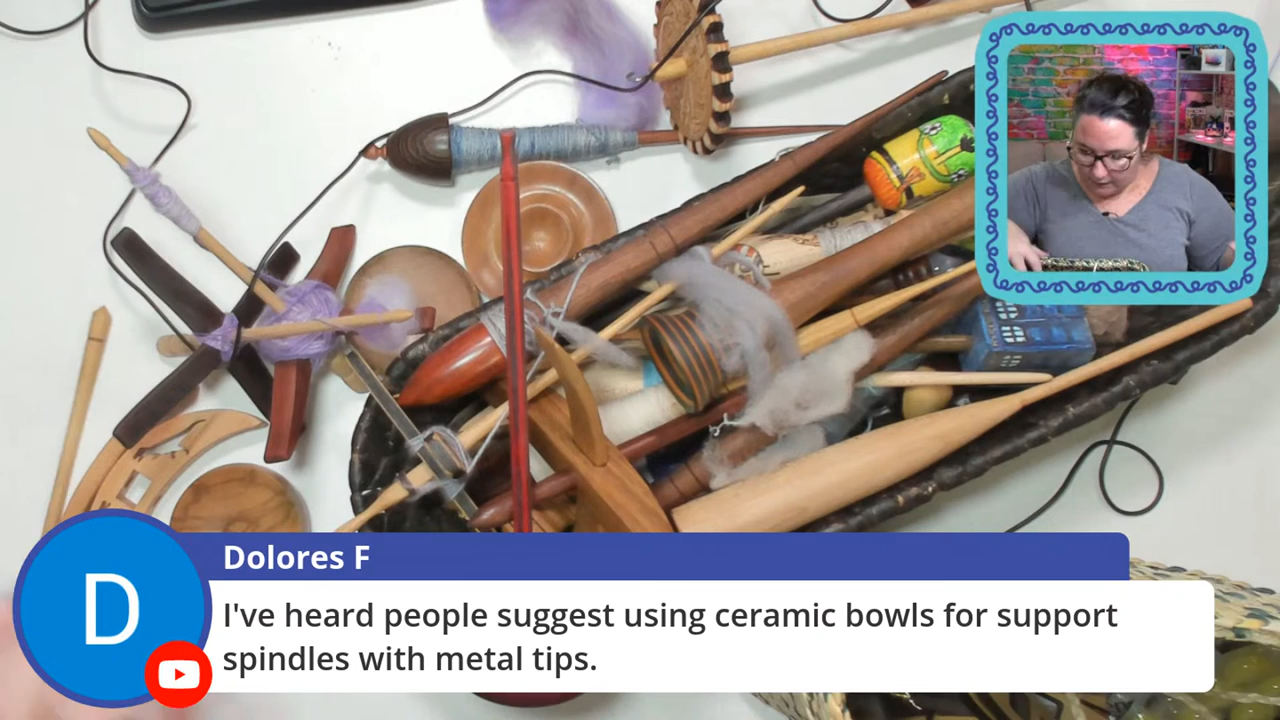 Dolores F
D
I've heard people suggest using ceramic bowls for support
spindles with metal tips.